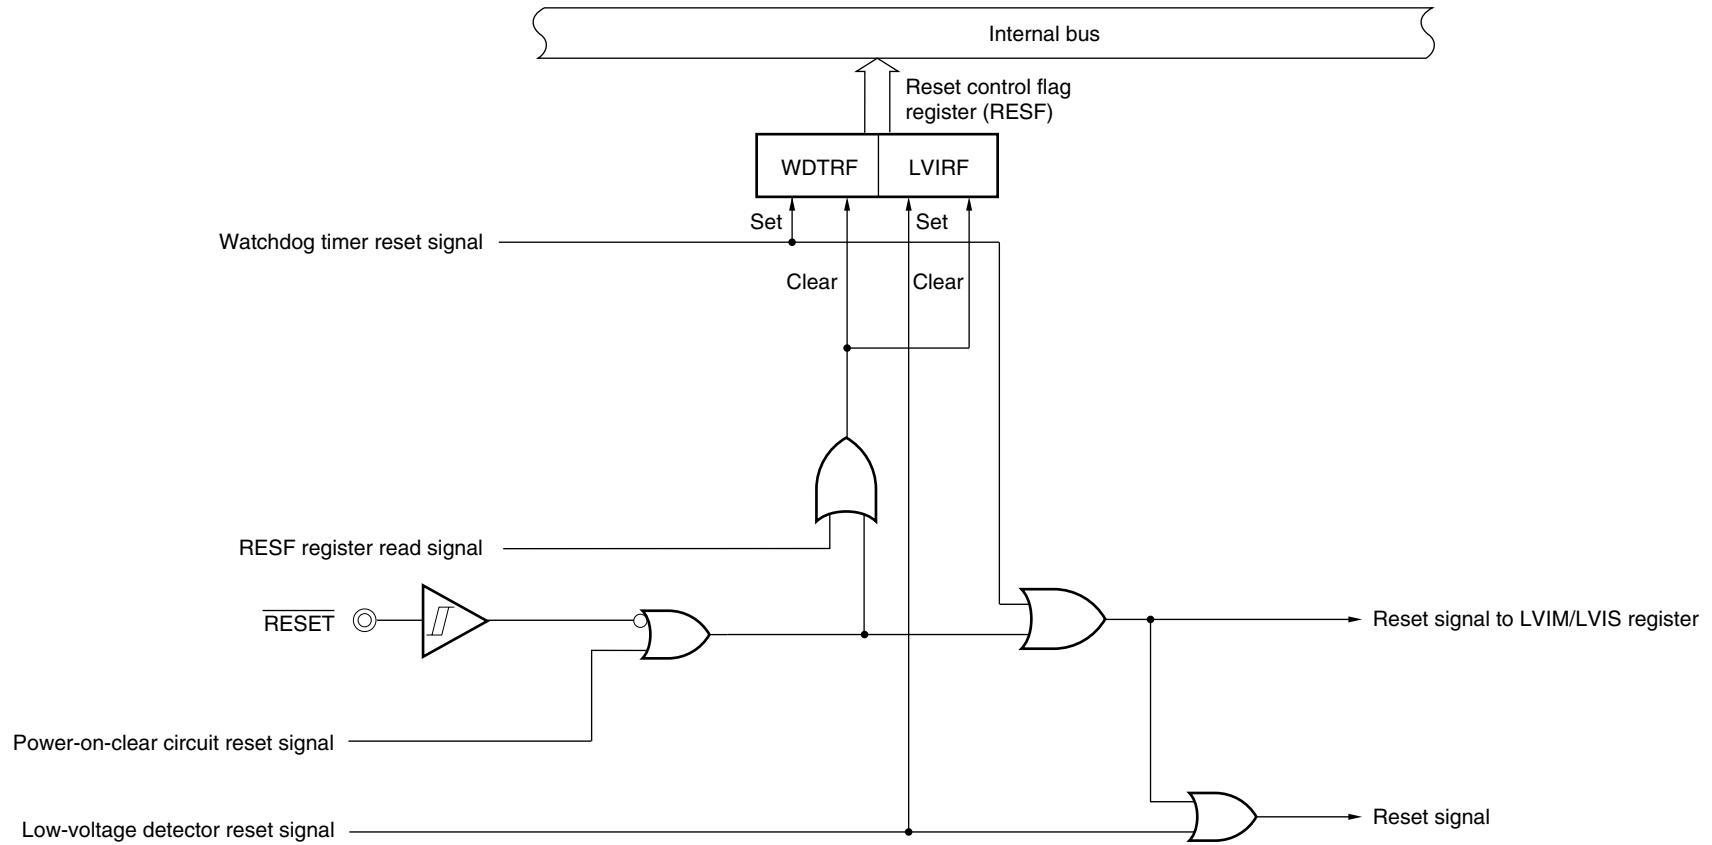 Internal bus
Reset control flag
register (RESF)
WDTRF
LVIRF
Set
Set
Watchdog timer reset signal
Clear
Clear
RESF register read signal
RESET
Reset signal to LVIM/LVIS register
Power-on-clear circuit reset signal
Low-voltage detector reset signal
Reset signal